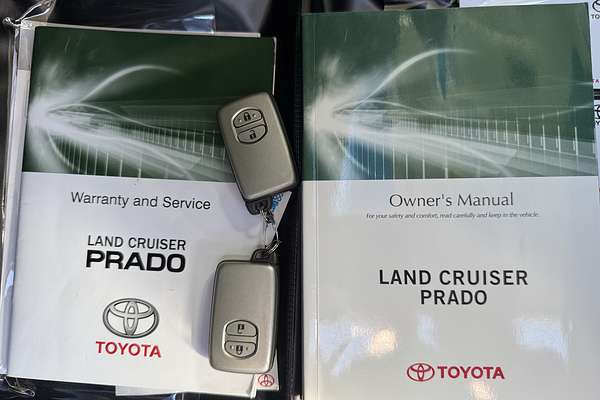 Warranty and Service
LAND CRUISER
PRADO
TOYOTA
Owner's Manual
For your safety and comfort, read carefully and keep in the vehicle.
LAND CRUISER
PRADO
TOYOTA